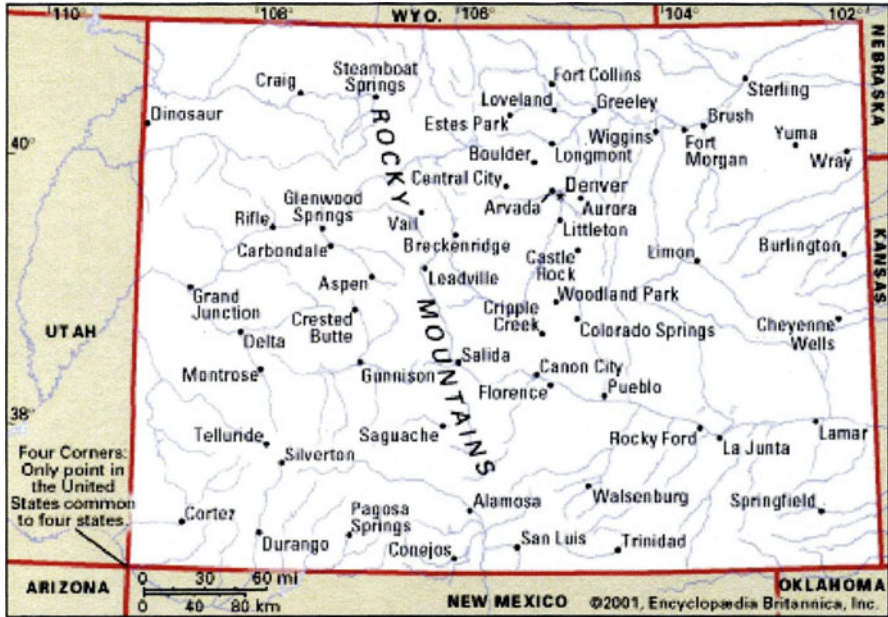 110°
108°
WYO.
106°
104°
102°
NEBRASKA
Craig
Steamboat
Springs
Fort Collins
Sterling
Loveland
Greeley
Dinosaur
Estes Park
Brush
Wiggins
Fort
Morgan
Yuma
Wray
40°
Boulder
Longmont
ROCKY
Central City
Denver
Arvada
Aurora
Glenwood
Springs
Rifle
Vail
Littleton
Carbondale
Breckenridge
Castle
Rock
Limon
Burlington
KANSAS
Aspen
Leadville
Grand
Junction
Woodland Park
MOUNTAINS
Crested
Butte
Cripple
Creek
Colorado Springs
Cheyenne
Wells
UTAH
Delta
Salida
Canon City
Montrose
Gunnison
Florence
Pueblo
38°
Telluride
Saguache
Rocky Ford
La Junta
Lamar
Four Corners:
Only point in
the United
States common
to four states.
Silverton
Walsenburg
Springfield
Cortez
Pagosa
Springs
Alamosa
Durango
Conejos
San Luis
Trinidad
ARIZONA
0 30 60 mi
0 40 80 km
NEW MEXICO
OKLAHOMA
©2001, Encyclopædia Britannica, Inc.